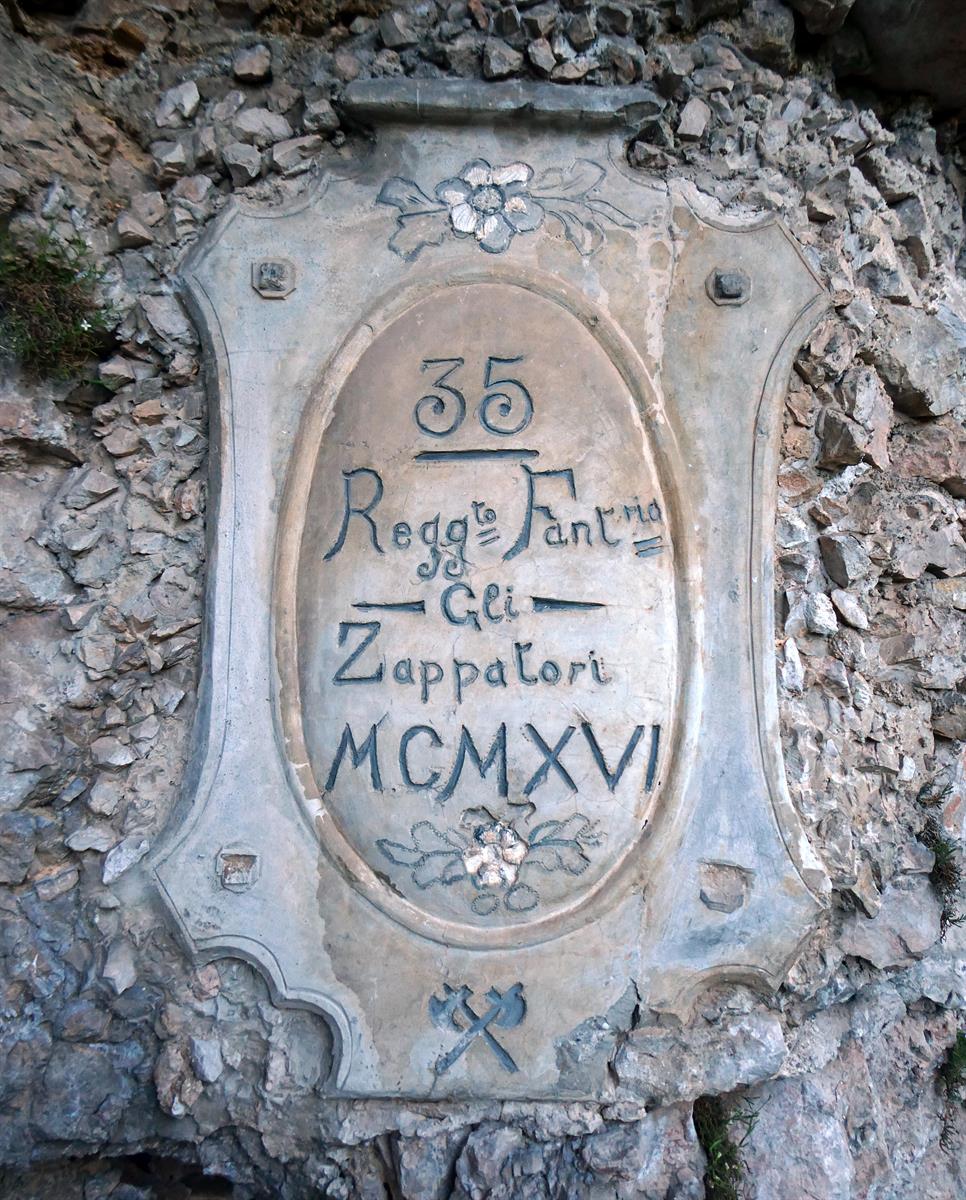 35
Regg.to Fant.ria
Gli
Zappatori
MCMXVI